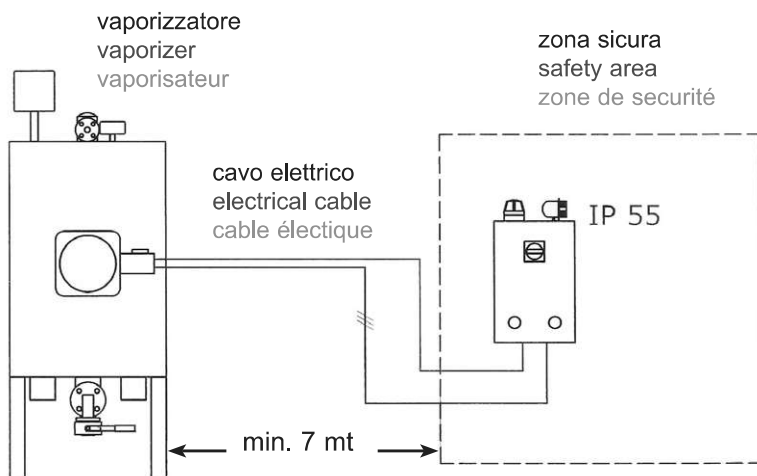 vaporizzatore
vaporizer
vaporisateur
zona sicura
safety area
zone de securité
cavo elettrico
electrical cable
cable électique
IP 55
min. 7 mt